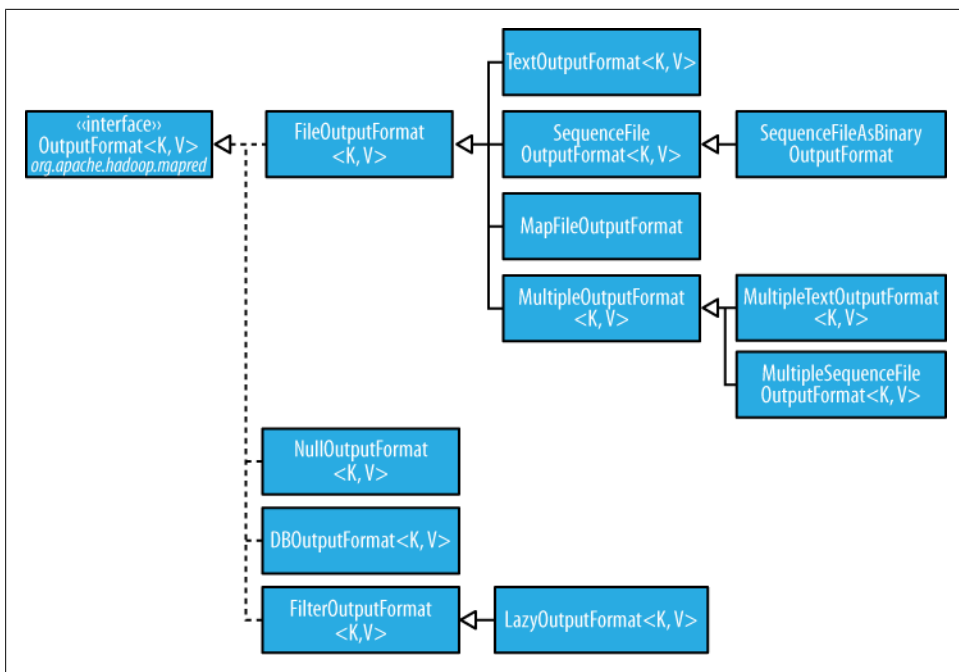 ‹‹interface››
OutputFormat<K, V>
org.apache.hadoop.mapred
FileOutputFormat
<K, V>
TextOutputFormat<K, V>
SequenceFile
OutputFormat<K, V>
SequenceFileAsBinary
OutputFormat
MapFileOutputFormat
MultipleOutputFormat
<K, V>
MultipleTextOutputFormat
<K, V>
MultipleSequenceFile
OutputFormat<K, V>
NullOutputFormat
<K, V>
DBOutputFormat<K, V>
FilterOutputFormat
<K,V>
LazyOutputFormat<K, V>